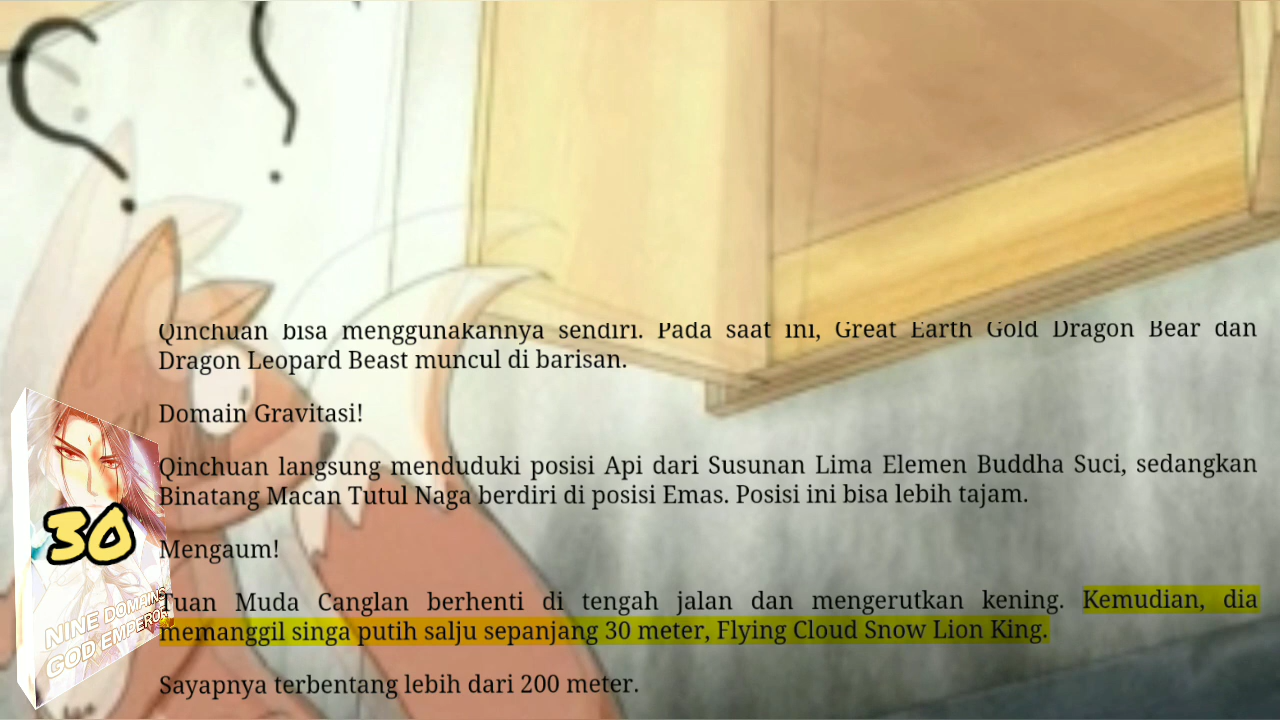 Qinchuan bisa menggunakannya sendiri. Pada saat ini, Great Earth Gold Dragon Bear dan
Dragon Leopard Beast muncul di barisan.
Domain Gravitasi!
Qinchuan langsung menduduki posisi Api dari Susunan Lima Elemen Buddha Suci, sedangkan
Binatang Macan Tutul Naga berdiri di posisi Emas. Posisi ini bisa lebih tajam.
Mengaum!
Tuan Muda Canglan berhenti di tengah jalan dan mengerutkan kening. Kemudian, dia
memanggil singa putih salju sepanjang 30 meter, Flying Cloud Snow Lion King.
Sayapnya terbentang lebih dari 200 meter.
30
NINE DOMAINS
GOD EMPEROR